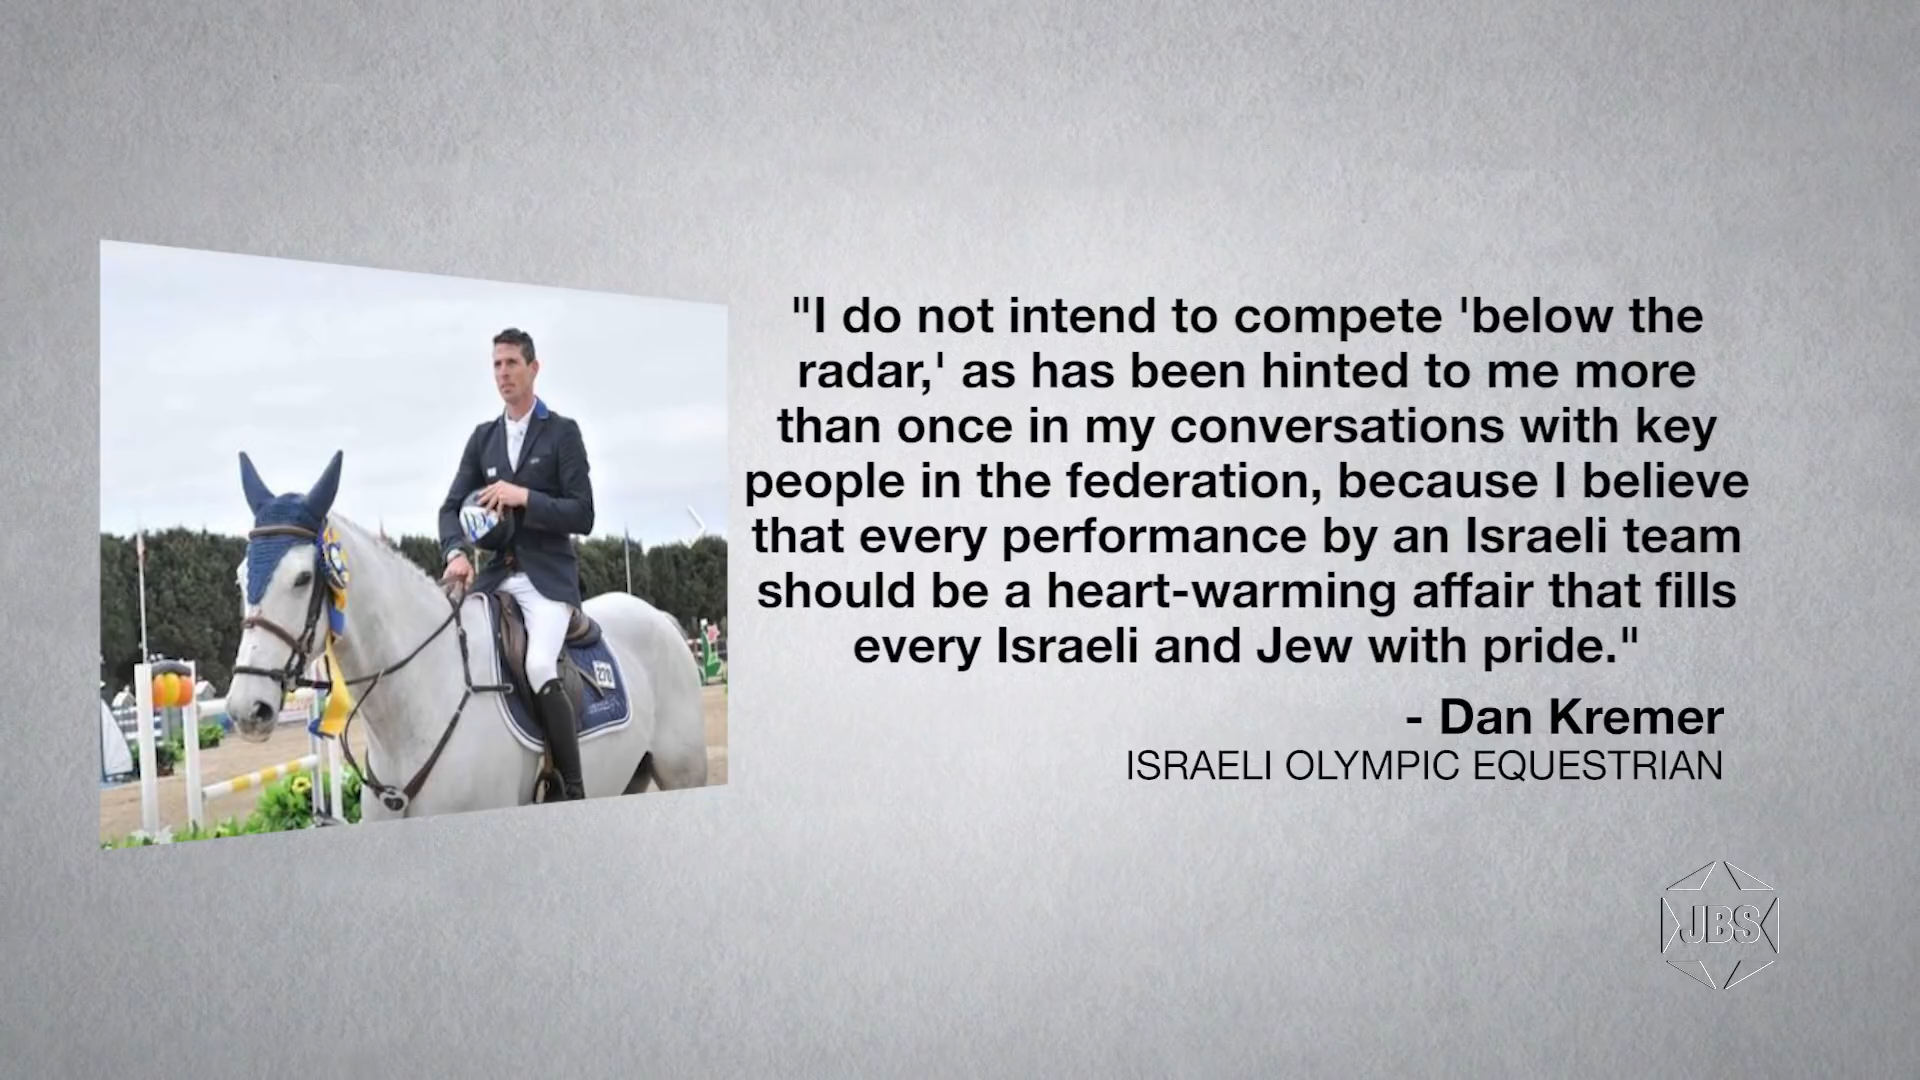 "I do not intend to compete 'below the
radar,' as has been hinted to me more
than once in my conversations with key
people in the federation, because I believe
that every performance by an Israeli team
should be a heart-warming affair that fills
every Israeli and Jew with pride."
- Dan Kremer
ISRAELI OLYMPIC EQUESTRIAN
270
JBS